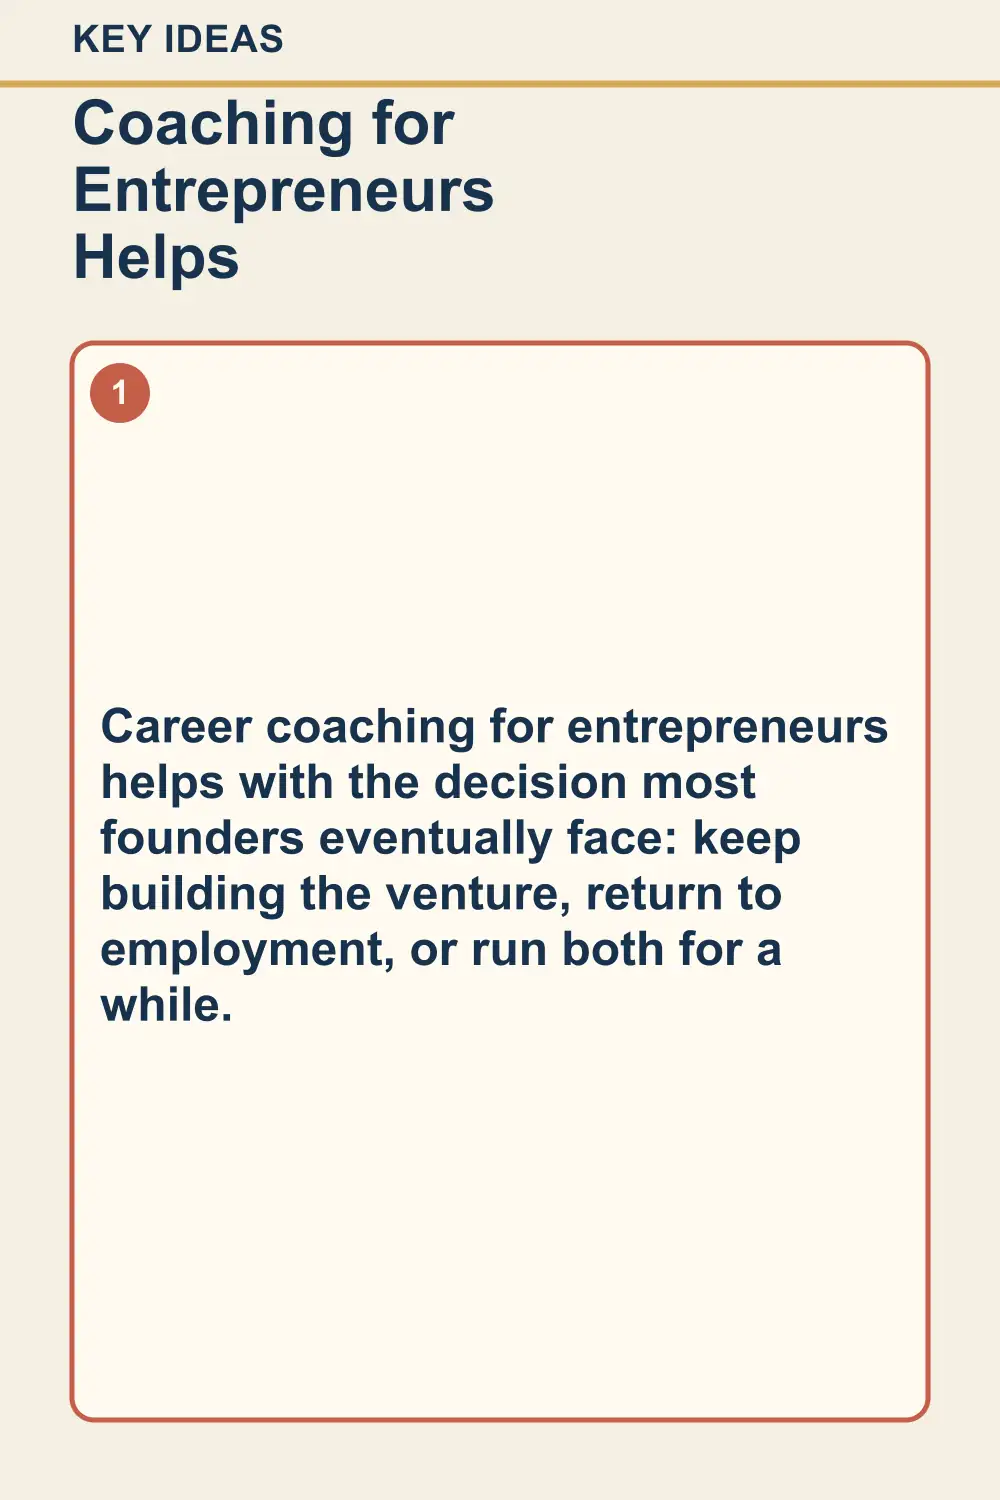 KEY IDEAS
Coaching for
Entrepreneurs
Helps
1
Career coaching for entrepreneurs
helps with the decision most
founders eventually face: keep
building the venture, return to
employment, or run both for a
while.